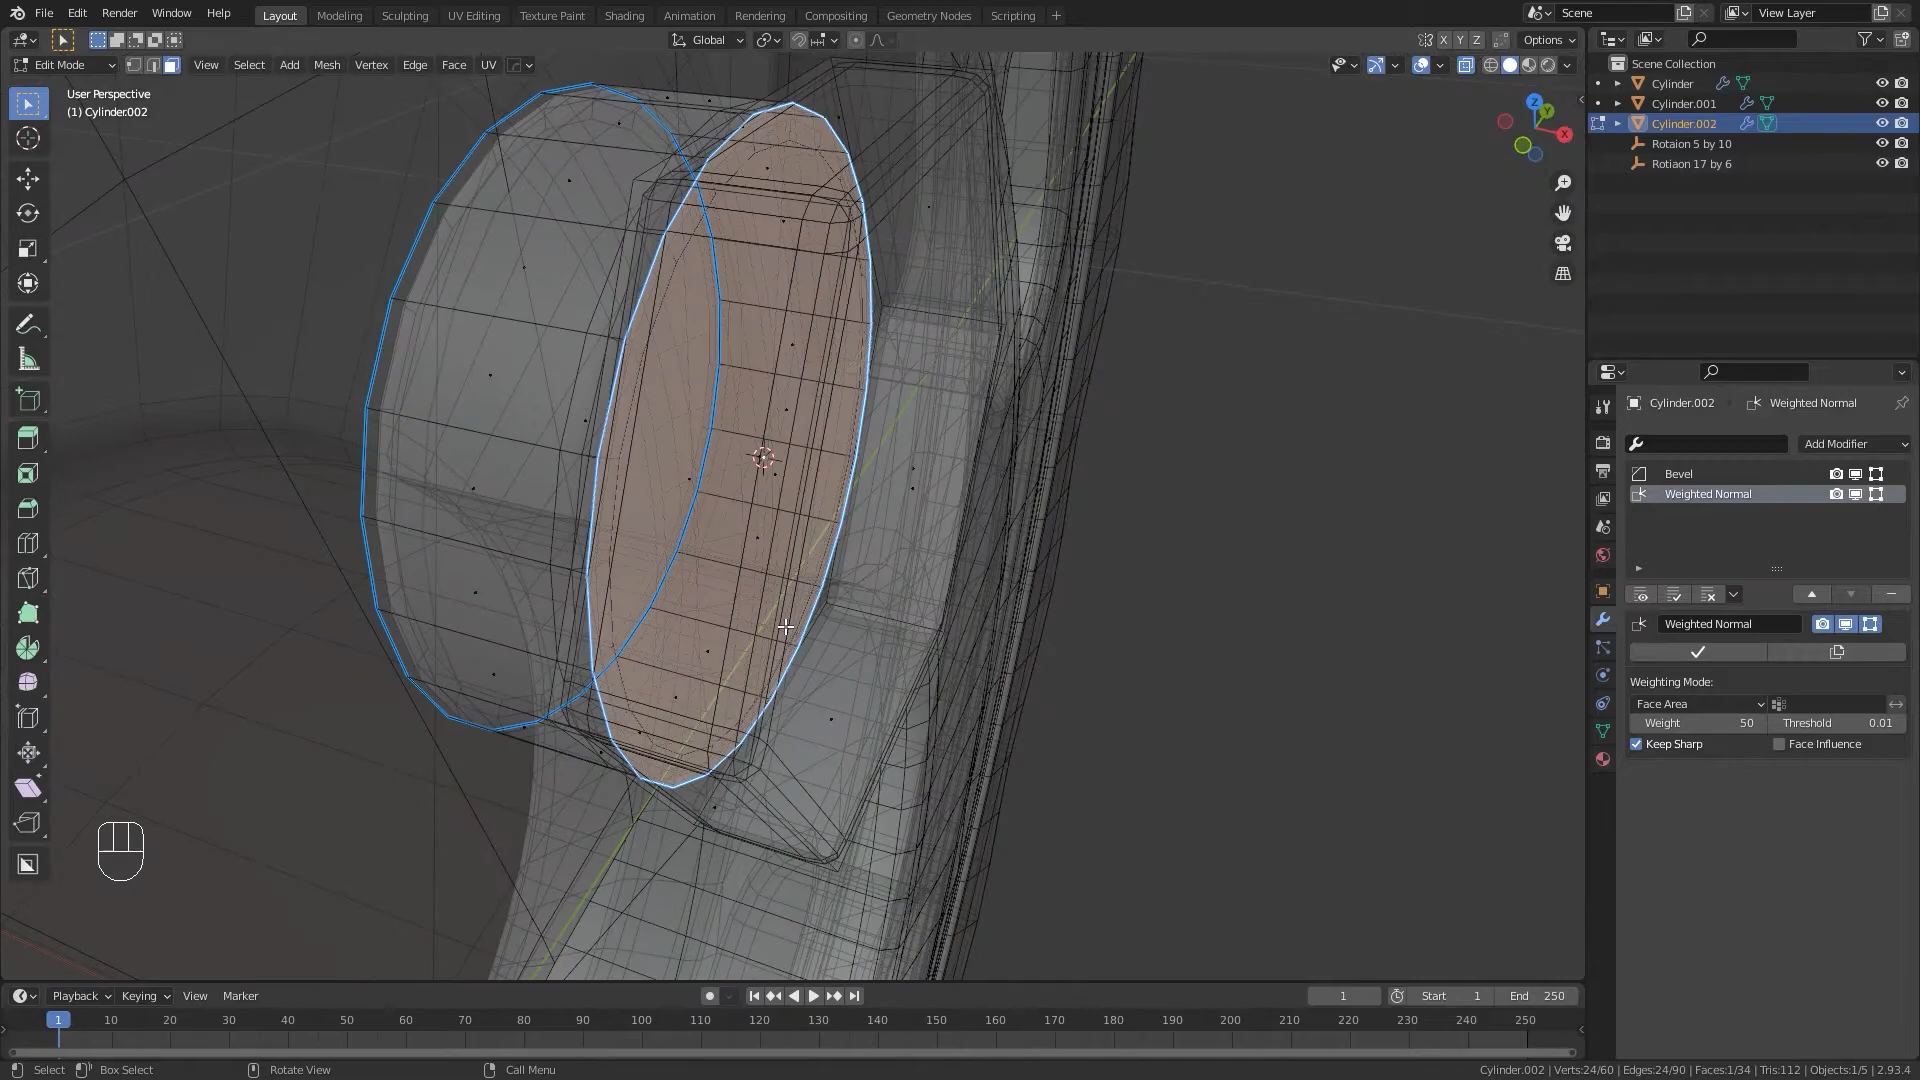 File Edit Render Window Help Layout Modeling Sculpting UV Editing Texture Paint Shading Animation Rendering Compositing Geometry Nodes Scripting + Scene View Layer
Global X Y Z Options
Edit Mode View Select Add Mesh Vertex Edge Face UV
User Perspective
(1) Cylinder.002
Z
Y
X
Scene Collection
Cylinder
Cylinder.001
Cylinder.002
Rotaion 5 by 10
Rotiaon 17 by 6
Cylinder.002 Weighted Normal
Add Modifier
Bevel
Weighted Normal
Weighted Normal
Weighting Mode:
Face Area
Weight 50 Threshold 0.01
Keep Sharp Face Influence
Playback Keying View Marker 1 Start 1 End 250
1 10 20 30 40 50 60 70 80 90 100 110 120 130 140 150 160 170 180 190 200 210 220 230 240 250
Select Box Select Rotate View Call Menu Cylinder.002 | Verts:24/60 | Edges:24/90 | Faces:1/34 | Tris:112 | Objects:1/5 | 2.93.4